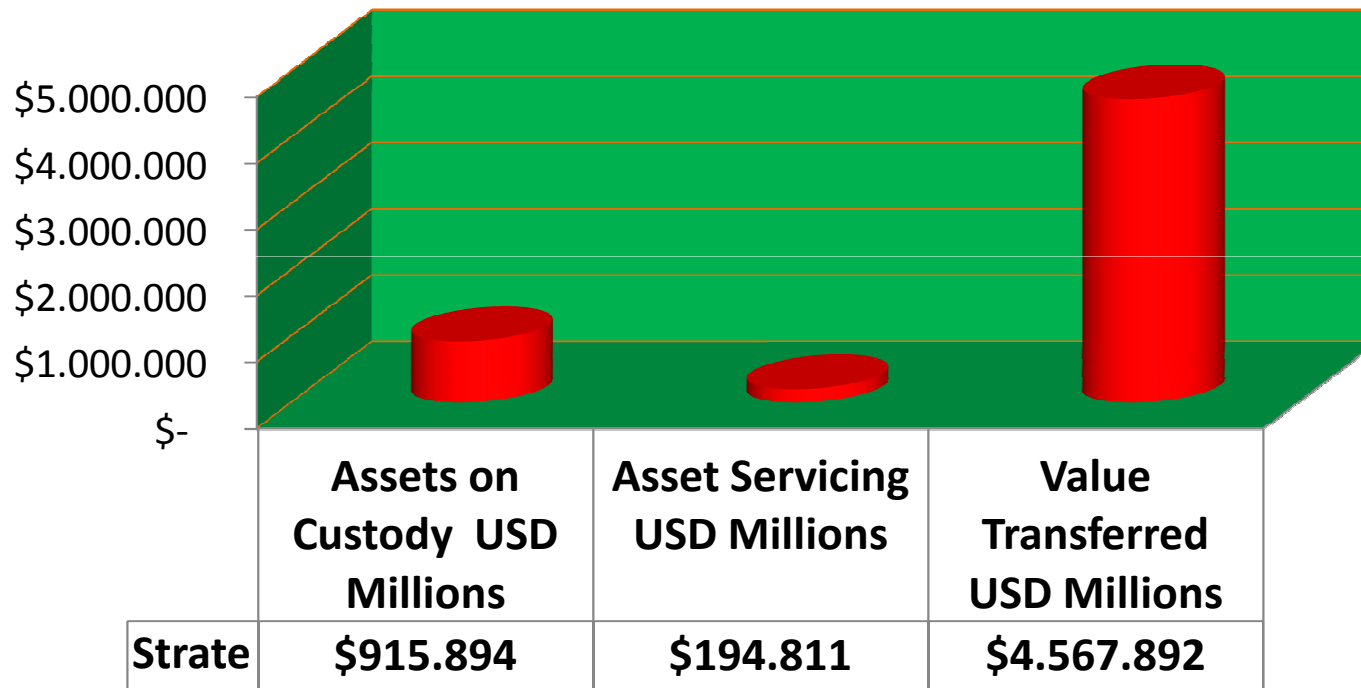 $5.000.000
$4.000.000
$3.000.000
$2.000.000
$1.000.000
$-
Assets on
Custody USD
Millions
Asset Servicing
USD Millions
Value
Transferred
USD Millions
Strate $915.894 $194.811 $4.567.892